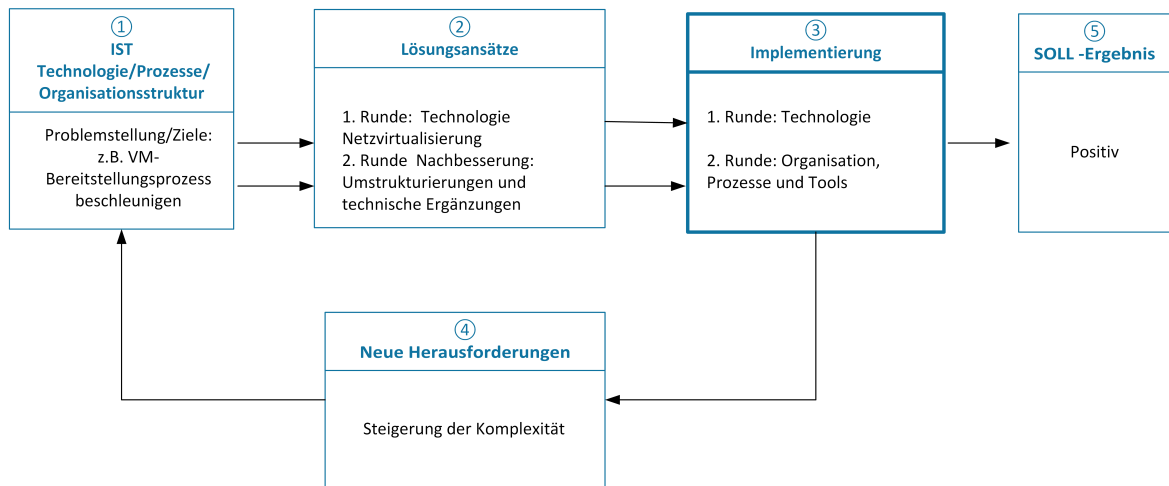 ①
IST
Technologie/Prozesse/
Organisationsstruktur
Problemstellung/Ziele:
z.B. VM-
Bereitstellungsprozess
beschleunigen
②
Lösungsansätze
1. Runde:  Technologie
Netzvirtualisierung
2. Runde  Nachbesserung:
Umstrukturierungen und
technische Ergänzungen
③
Implementierung
1. Runde: Technologie
2. Runde: Organisation,
Prozesse und Tools
⑤
SOLL -Ergebnis
Positiv
④
Neue Herausforderungen
Steigerung der Komplexität